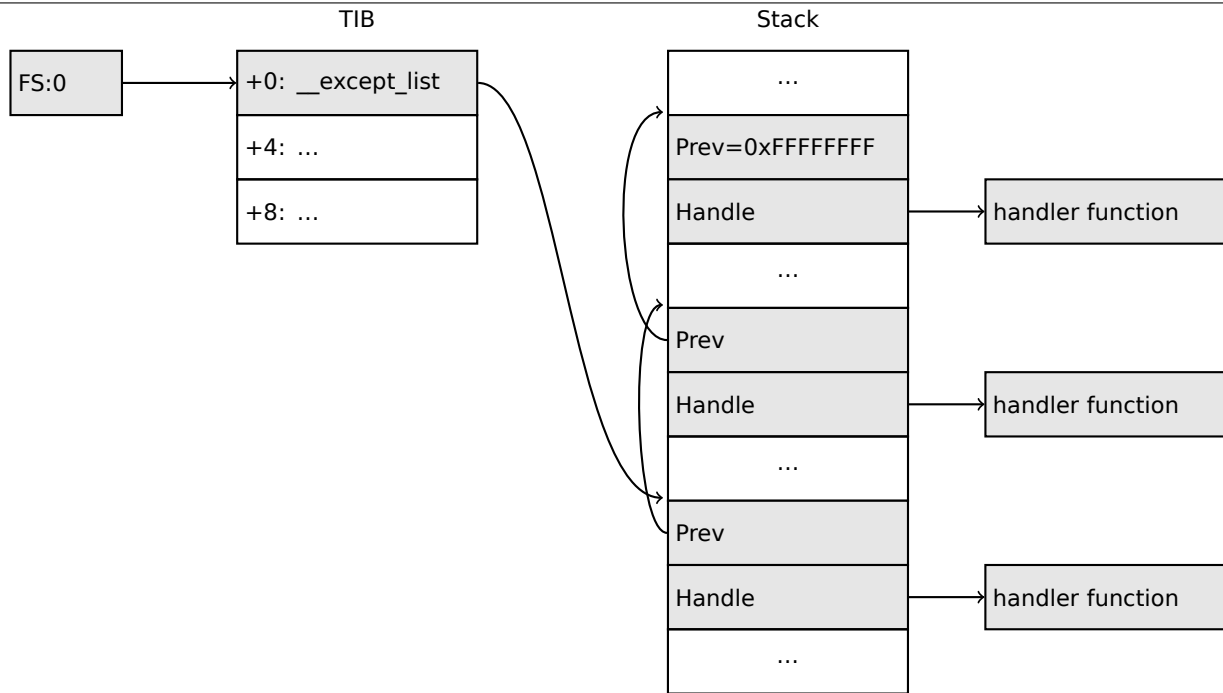 TIB
Stack
FS:0
+0: __except_list
...
+4: ...
Prev=0xFFFFFFFF
+8: ...
Handle
handler function
...
Prev
Handle
handler function
...
Prev
Handle
handler function
...